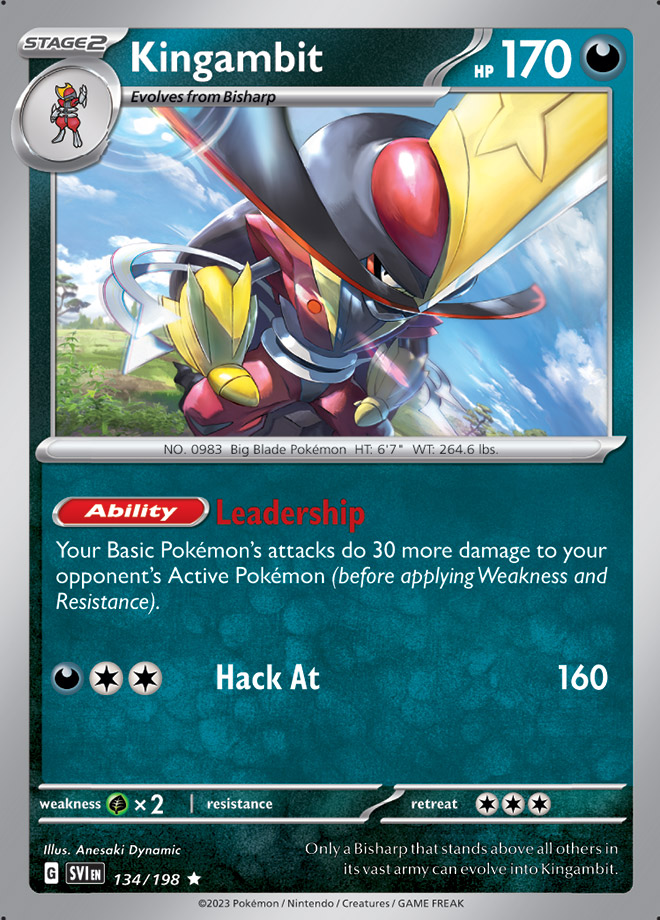 STAGE2
Kingambit
HP 170
Evolves from Bisharp
NO. 0983 Big Blade Pokémon HT: 6'7" WT: 264.6 lbs.
Ability Leadership
Your Basic Pokémon's attacks do 30 more damage to your
opponent's Active Pokémon (before applying Weakness and
Resistance).
Hack At 160
weakness ×2 resistance retreat
Illus. Anesaki Dynamic
Only a Bisharp that stands above all others in
its vast army can evolve into Kingambit.
G SVI EN 134/198 ★
©2023 Pokémon / Nintendo / Creatures / GAME FREAK